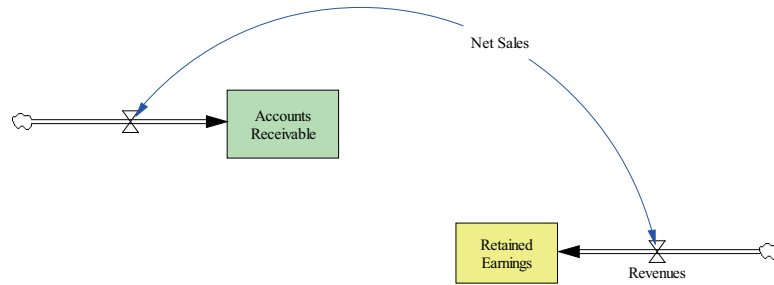 Net Sales
Accounts
Receivable
Retained
Earnings
Revenues